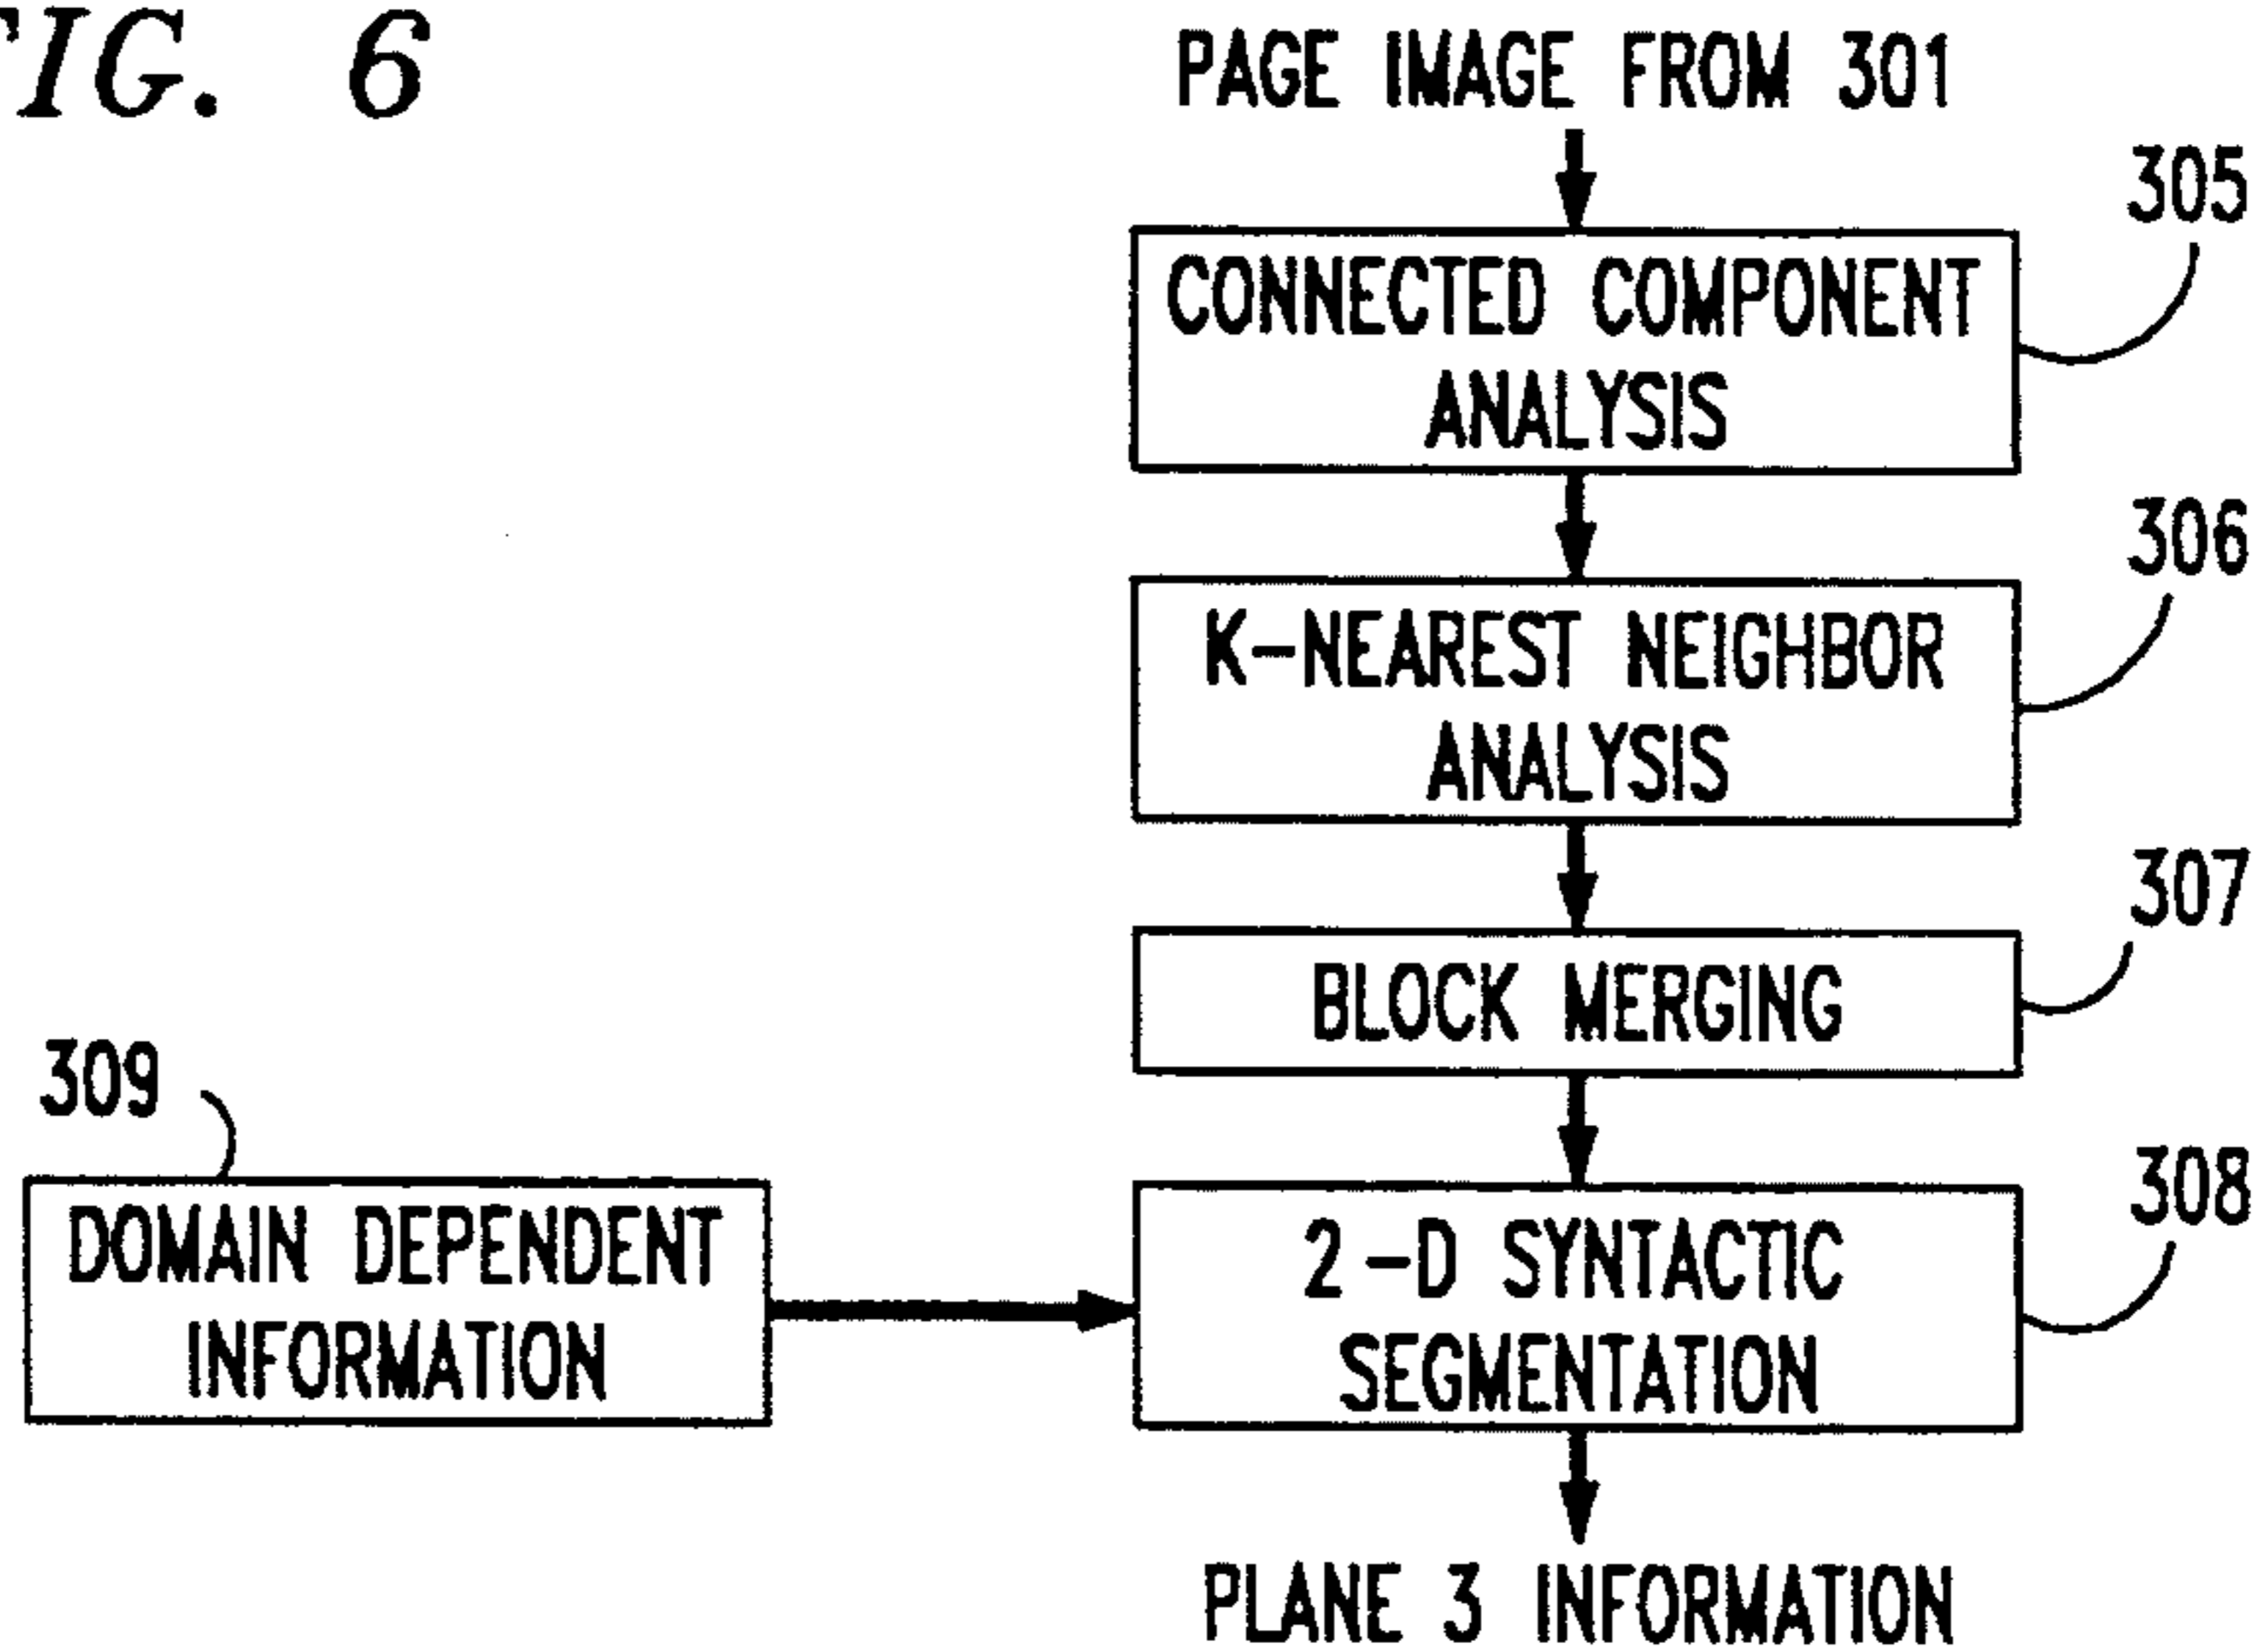 FIG. 6
PAGE IMAGE FROM 301
305
CONNECTED COMPONENT
ANALYSIS
306
K-NEAREST NEIGHBOR
ANALYSIS
307
BLOCK MERGING
309
DOMAIN DEPENDENT
INFORMATION
308
2-D SYNTACTIC
SEGMENTATION
PLANE 3 INFORMATION